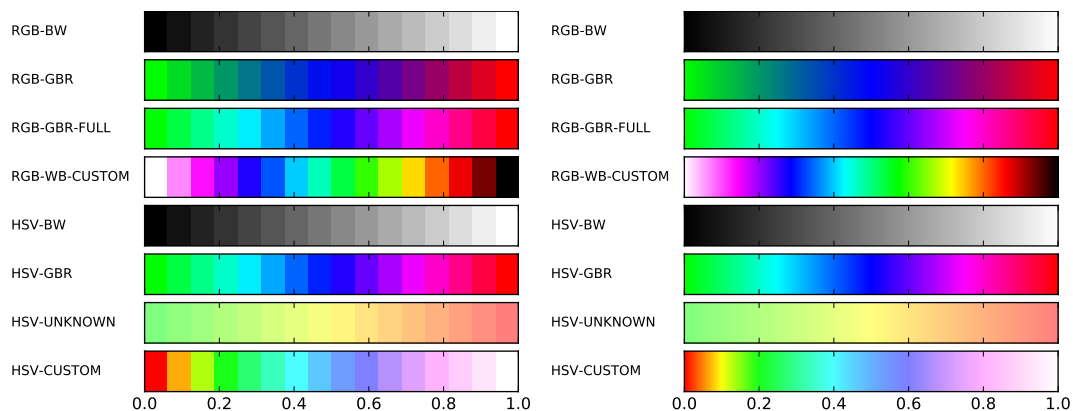 RGB-BW RGB-BW
RGB-GBR RGB-GBR
RGB-GBR-FULL RGB-GBR-FULL
RGB-WB-CUSTOM RGB-WB-CUSTOM
HSV-BW HSV-BW
HSV-GBR HSV-GBR
HSV-UNKNOWN HSV-UNKNOWN
HSV-CUSTOM HSV-CUSTOM
0.0 0.2 0.4 0.6 0.8 1.0 0.0 0.2 0.4 0.6 0.8 1.0